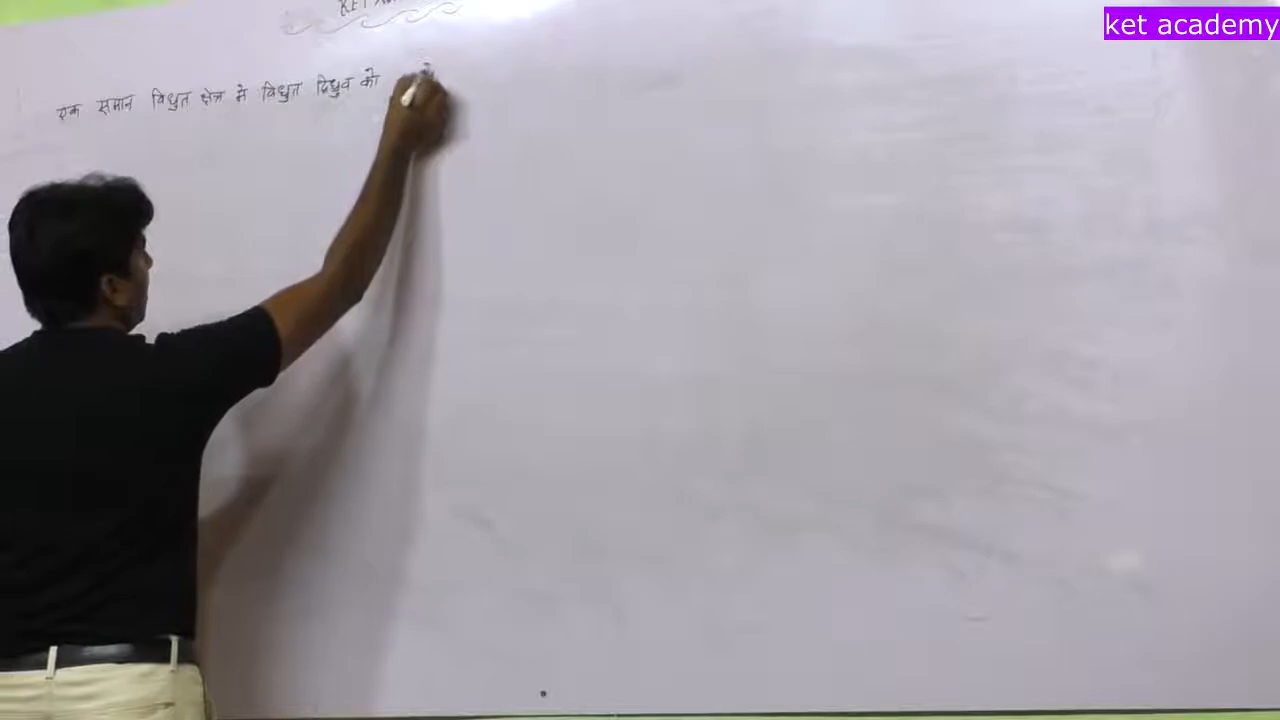 ket academy
एक समान विधुत क्षेत्र मे विधुत द्विधुव को